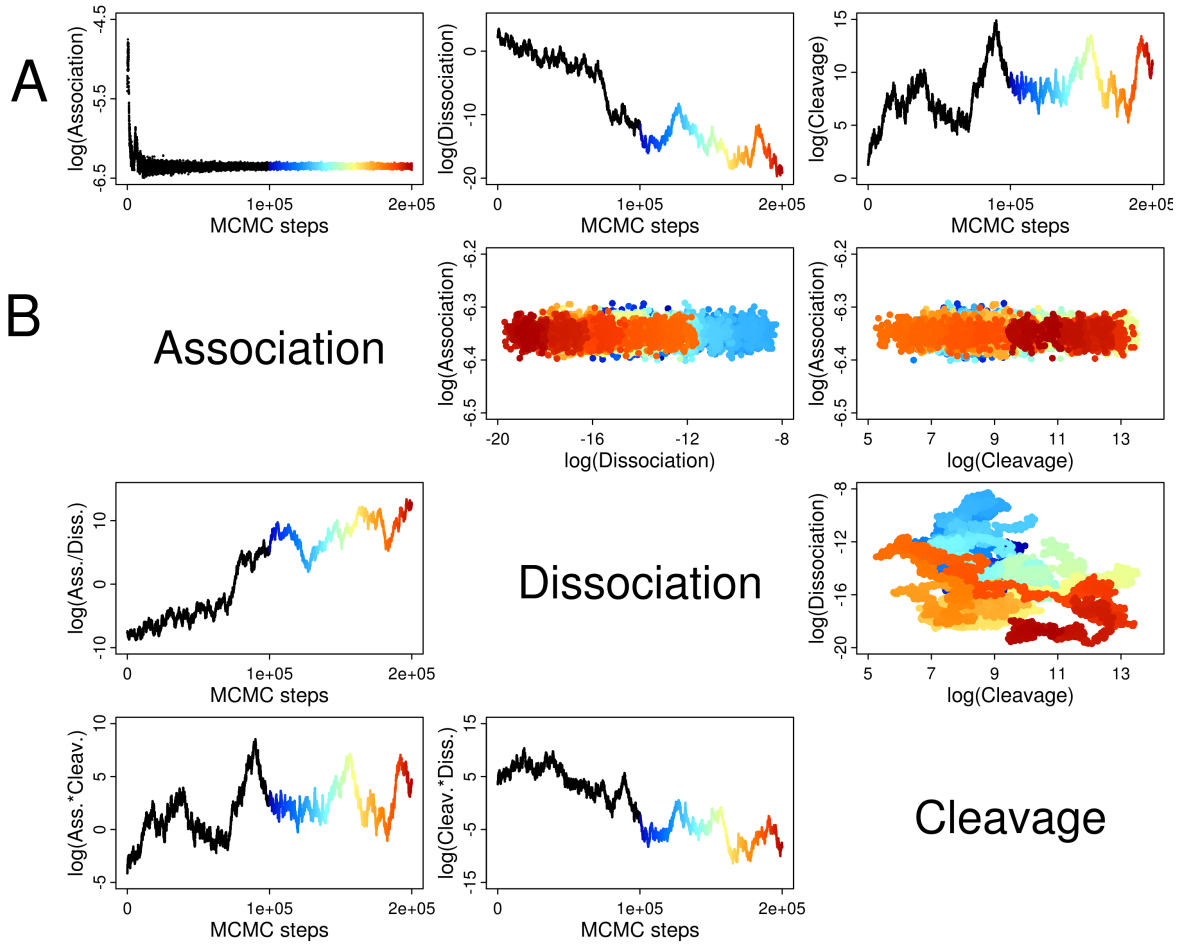 A
log(Association)
-4.5
-5.5
-6.5
0
1e+05
2e+05
MCMC steps
log(Dissociation)
0
-10
-20
0
1e+05
2e+05
MCMC steps
log(Cleavage)
15
10
5
0
0
1e+05
2e+05
MCMC steps
B
Association
log(Association)
-6.2
-6.3
-6.4
-6.5
-20
-16
-12
-8
log(Dissociation)
log(Association)
-6.2
-6.3
-6.4
-6.5
5
7
9
11
13
log(Cleavage)
log(Ass./Diss.)
10
0
-10
0
1e+05
2e+05
MCMC steps
Dissociation
log(Dissociation)
-8
-12
-16
-20
5
7
9
11
13
log(Cleavage)
log(Ass.*Cleav.)
10
5
0
-5
0
1e+05
2e+05
MCMC steps
log(Cleav.*Diss.)
15
5
-5
-15
0
1e+05
2e+05
MCMC steps
Cleavage